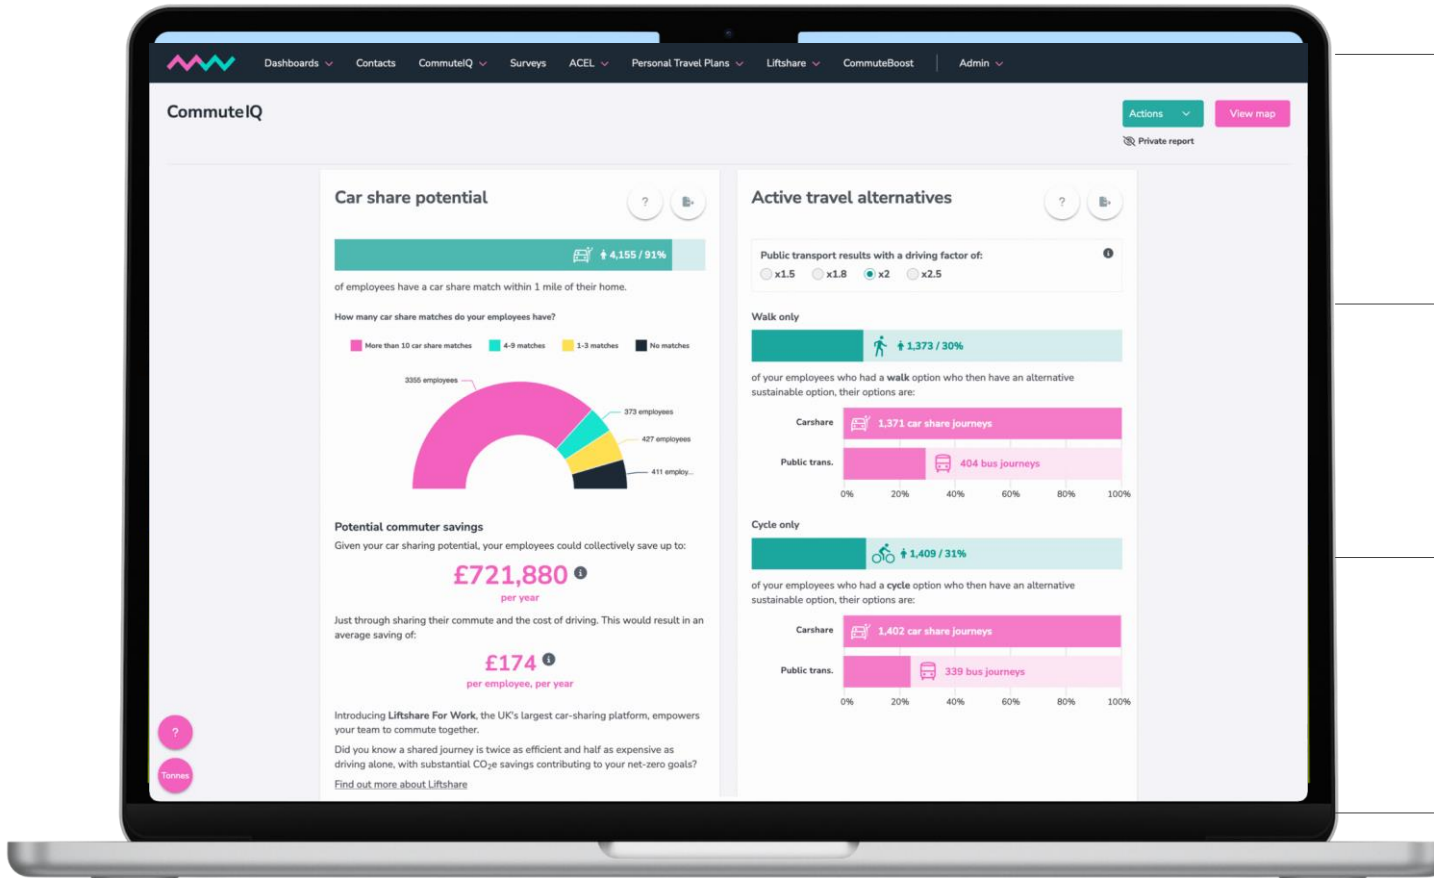 Dashboards Contacts CommuteIQ Surveys ACEL Personal Travel Plans Liftshare CommuteBoost Admin
CommuteIQ
Actions
View map
Private report
Car share potential
?
4,155 / 91%
of employees have a car share match within 1 mile of their home.
How many car share matches do your employees have?
More than 10 car share matches 4-9 matches 1-3 matches No matches
3355 employees
373 employees
427 employees
411 employ...
Potential commuter savings
Given your car sharing potential, your employees could collectively save up to:
£721,880
per year
Just through sharing their commute and the cost of driving. This would result in an
average saving of:
£174
per employee, per year
Introducing Liftshare For Work, the UK's largest car-sharing platform, empowers
your team to commute together.
Did you know a shared journey is twice as efficient and half as expensive as
driving alone, with substantial CO₂e savings contributing to your net-zero goals?
Find out more about Liftshare
Active travel alternatives
?
Public transport results with a driving factor of:
x1.5 x1.8 x2 x2.5
Walk only
1,373 / 30%
of your employees who had a walk option who then have an alternative
sustainable option, their options are:
Carshare 1,371 car share journeys
Public trans. 404 bus journeys
0% 20% 40% 60% 80% 100%
Cycle only
1,409 / 31%
of your employees who had a cycle option who then have an alternative
sustainable option, their options are:
Carshare 1,402 car share journeys
Public trans. 339 bus journeys
0% 20% 40% 60% 80% 100%
?
Tonnes